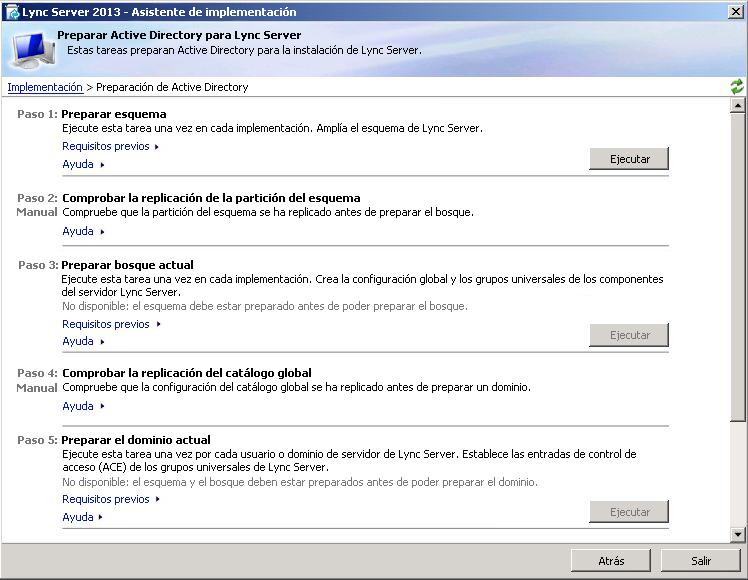 Lync Server 2013 - Asistente de implementación
Preparar Active Directory para Lync Server
Estas tareas preparan Active Directory para la instalación de Lync Server.
Implementación > Preparación de Active Directory
Paso 1: Preparar esquema
Ejecute esta tarea una vez en cada implementación. Amplía el esquema de Lync Server.
Requisitos previos
Ejecutar
Ayuda
Paso 2: Comprobar la replicación de la partición del esquema
Manual Compruebe que la partición del esquema se ha replicado antes de preparar el bosque.
Ayuda
Paso 3: Preparar bosque actual
Ejecute esta tarea una vez en cada implementación. Crea la configuración global y los grupos universales de los componentes
del servidor Lync Server.
No disponible: el esquema debe estar preparado antes de poder preparar el bosque.
Requisitos previos
Ejecutar
Ayuda
Paso 4: Comprobar la replicación del catálogo global
Manual Compruebe que la configuración del catálogo global se ha replicado antes de preparar un dominio.
Ayuda
Paso 5: Preparar el dominio actual
Ejecute esta tarea una vez por cada usuario o dominio de servidor de Lync Server. Establece las entradas de control de
acceso (ACE) de los grupos universales de Lync Server.
No disponible: el esquema y el bosque deben estar preparados antes de poder preparar el dominio.
Requisitos previos
Ejecutar
Ayuda
Atrás Salir